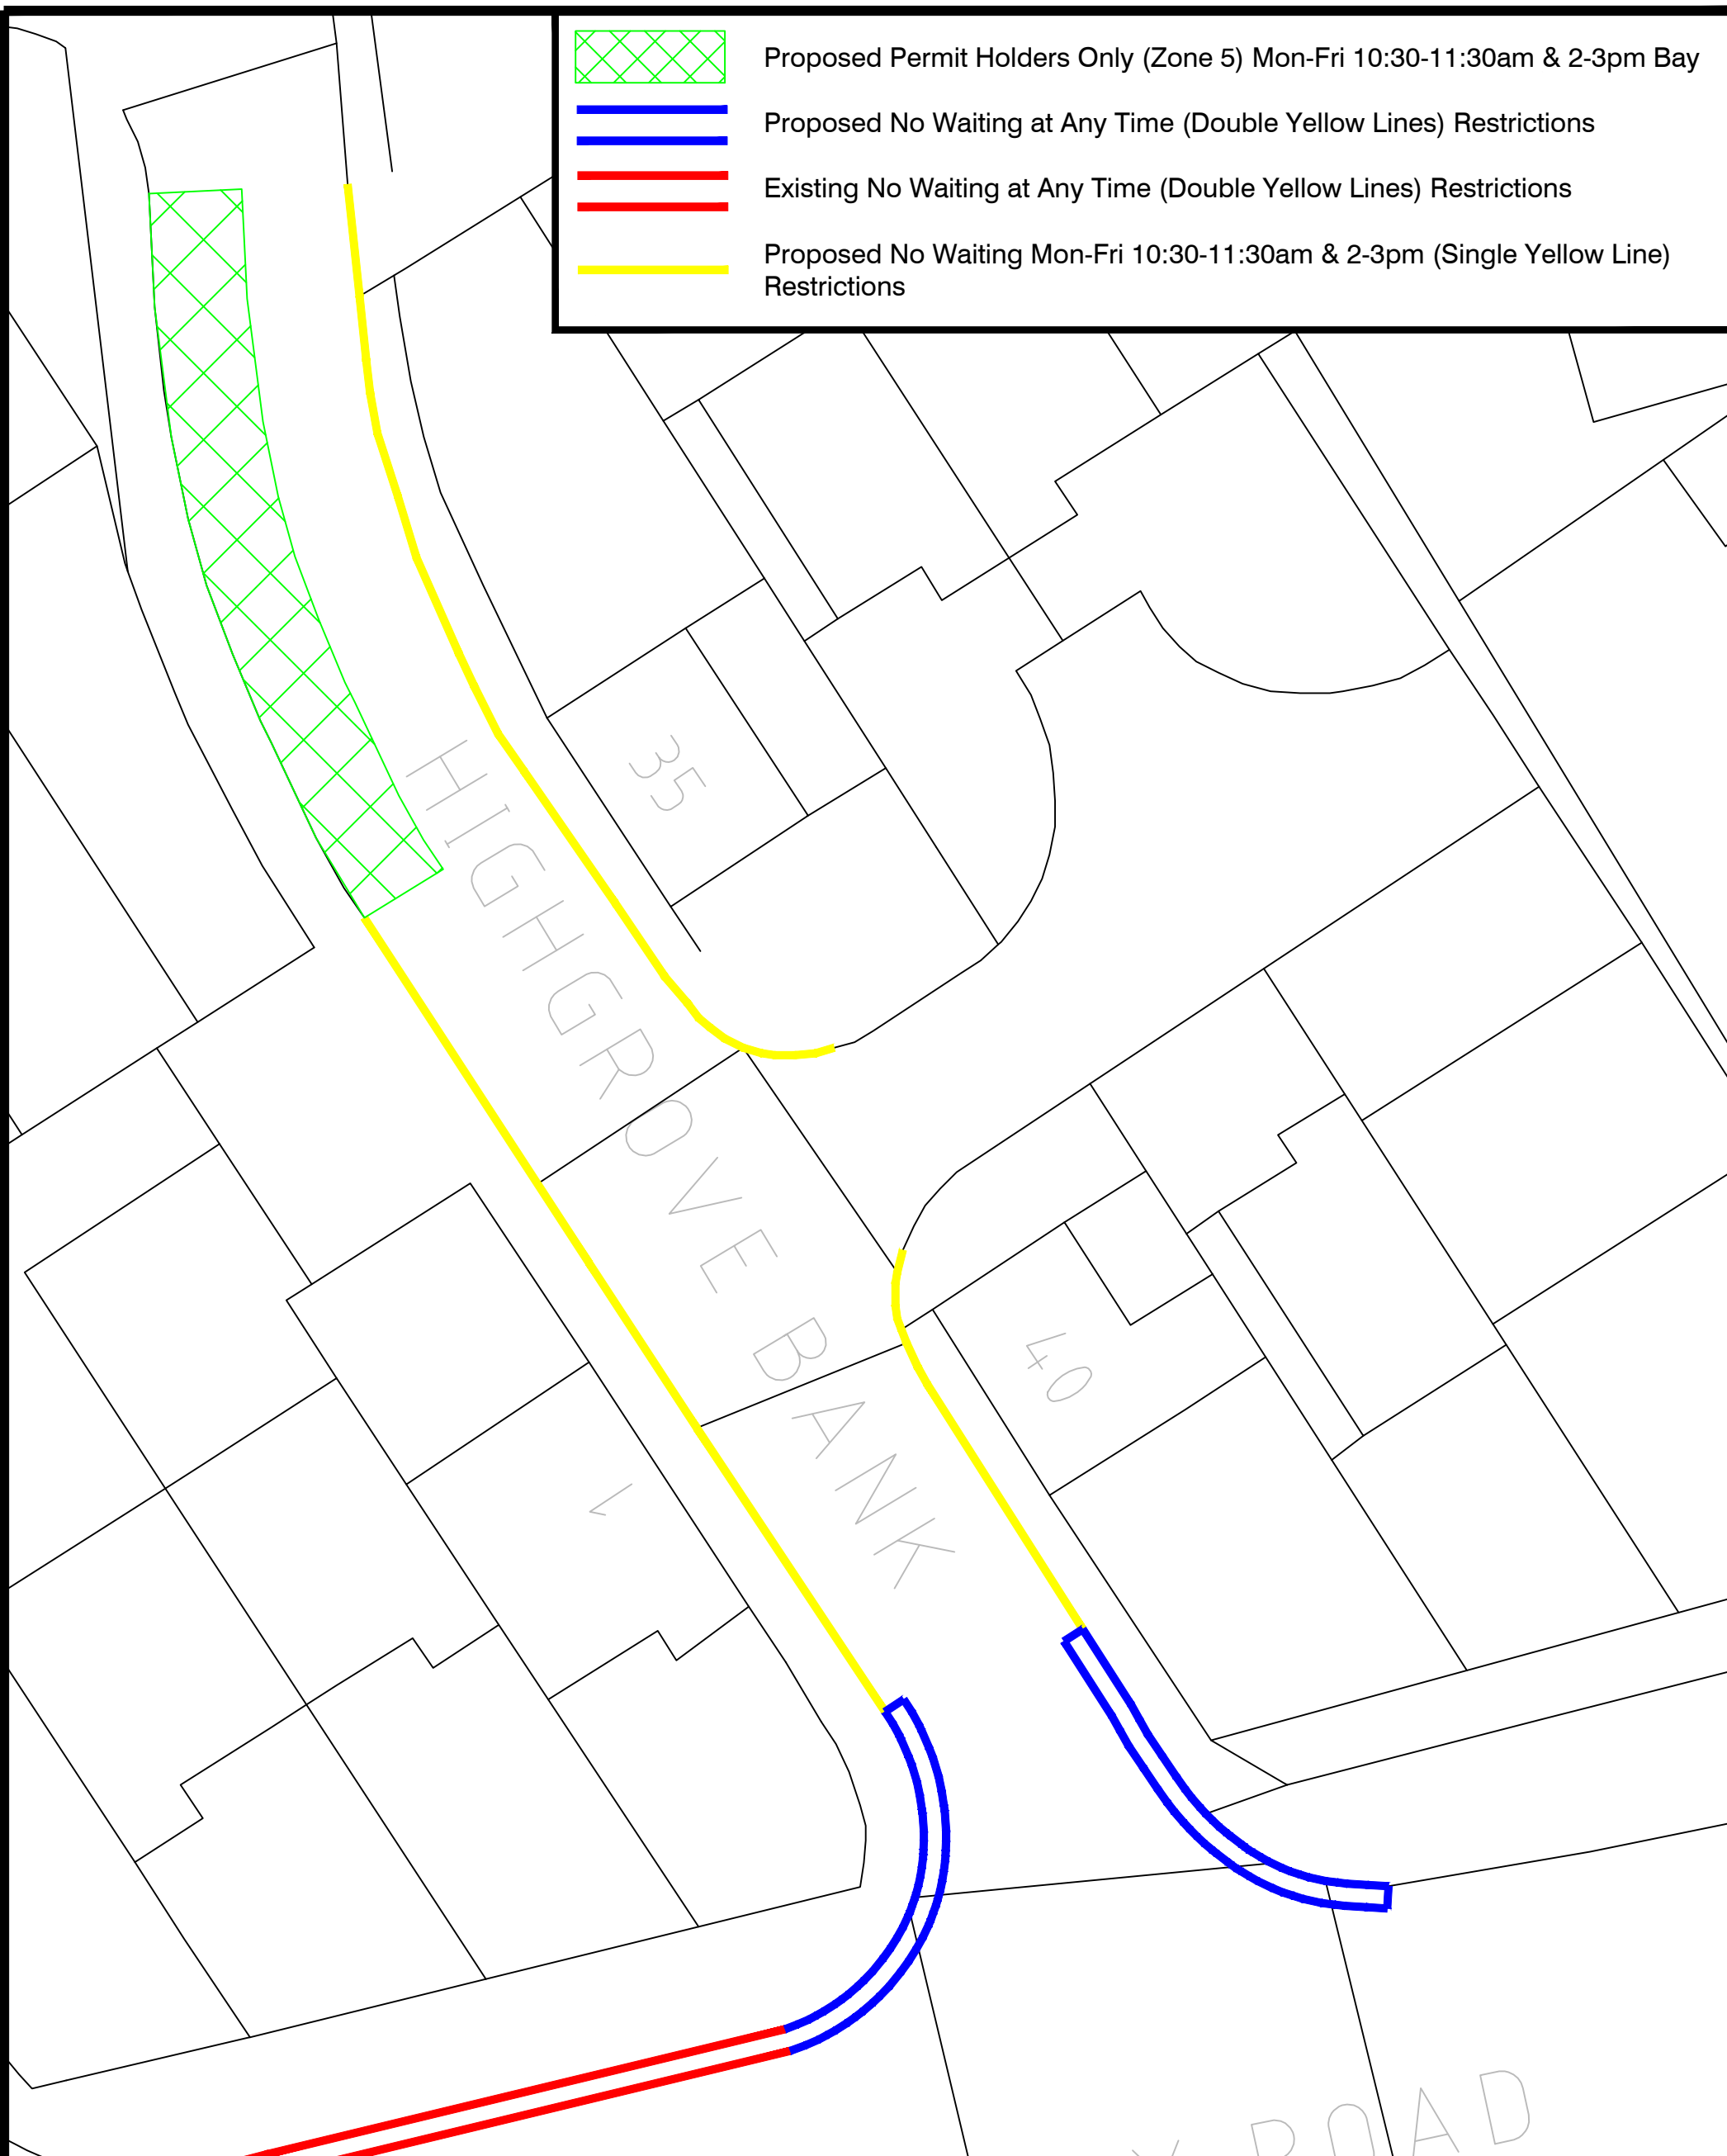 Proposed Permit Holders Only (Zone 5) Mon-Fri 10:30-11:30am & 2-3pm Bay
Proposed No Waiting at Any Time (Double Yellow Lines) Restrictions
Existing No Waiting at Any Time (Double Yellow Lines) Restrictions
Proposed No Waiting Mon-Fri 10:30-11:30am & 2-3pm (Single Yellow Line)
Restrictions
35
HIGHGROVE BANK
40
1
ROAD